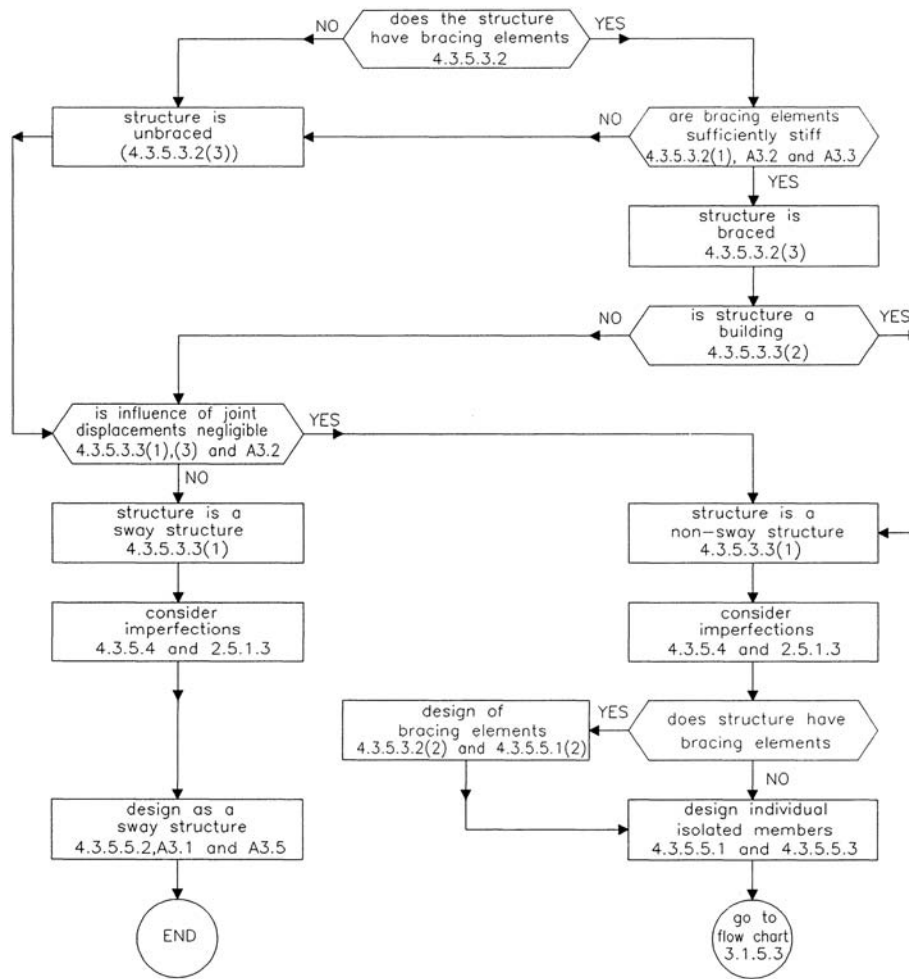 does the structure
have bracing elements
4.3.5.3.2
NO
YES
structure is
unbraced
(4.3.5.3.2(3))
NO
are bracing elements
sufficiently stiff
4.3.5.3.2(1), A3.2 and A3.3
YES
structure is
braced
4.3.5.3.2(3)
NO
is structure a
building
4.3.5.3.3(2)
YES
is influence of joint
displacements negligible
4.3.5.3.3(1),(3) and A3.2
YES
NO
structure is a
sway structure
4.3.5.3.3(1)
structure is a
non-sway structure
4.3.5.3.3(1)
consider
imperfections
4.3.5.4 and 2.5.1.3
consider
imperfections
4.3.5.4 and 2.5.1.3
design of
bracing elements
4.3.5.3.2(2) and 4.3.5.5.1(2)
YES
does structure have
bracing elements
NO
design as a
sway structure
4.3.5.5.2,A3.1 and A3.5
design individual
isolated members
4.3.5.5.1 and 4.3.5.5.3
END
go to
flow chart
3.1.5.3